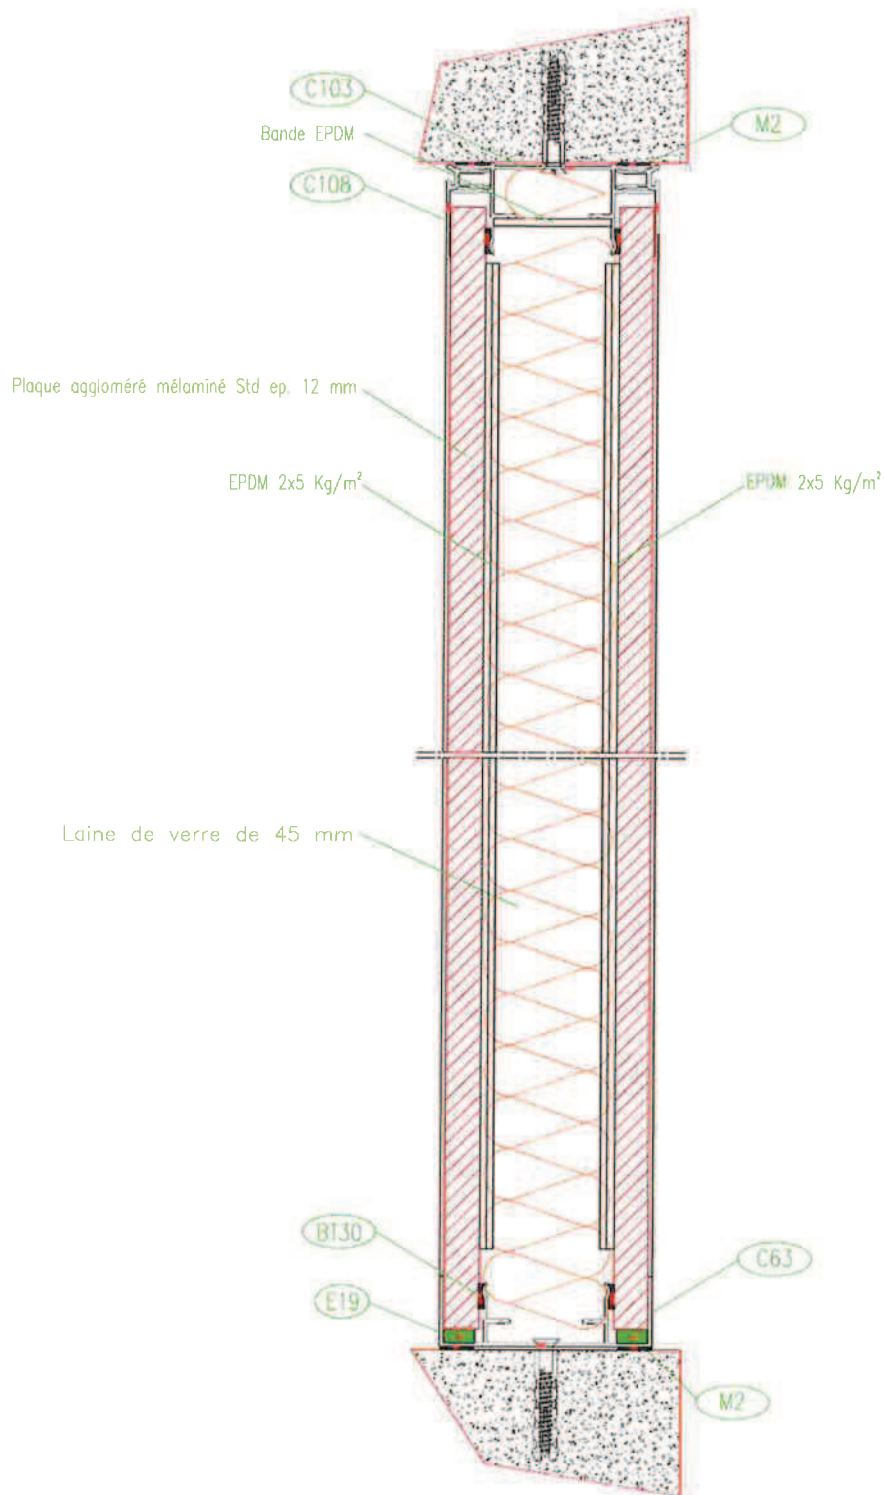 C103
M2
Bande EPDM
C108
Plaque aggloméré mélaminé Std ep. 12 mm
EPDM 2x5 Kg/m²
EPDM 2x5 Kg/m²
Laine de verre de 45 mm
BT30
C63
E19
M2